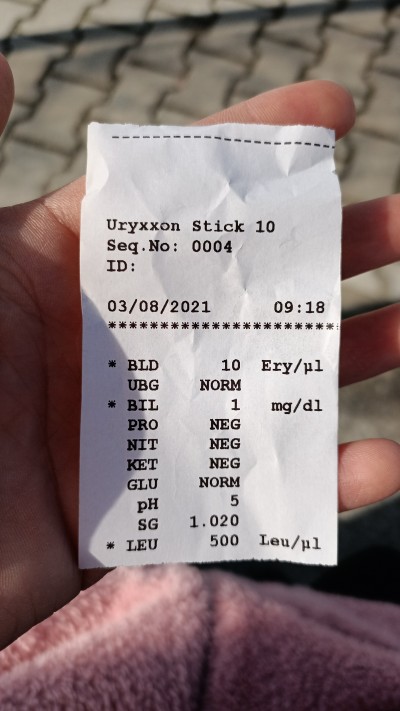 Uryxxon Stick 10
Seq.No: 0004
ID:
03/08/2021 09:18
************************
* BLD 10 Ery/µl
UBG NORM
* BIL 1 mg/dl
PRO NEG
NIT NEG
KET NEG
GLU NORM
pH 5
SG 1.020
* LEU 500 Leu/µl